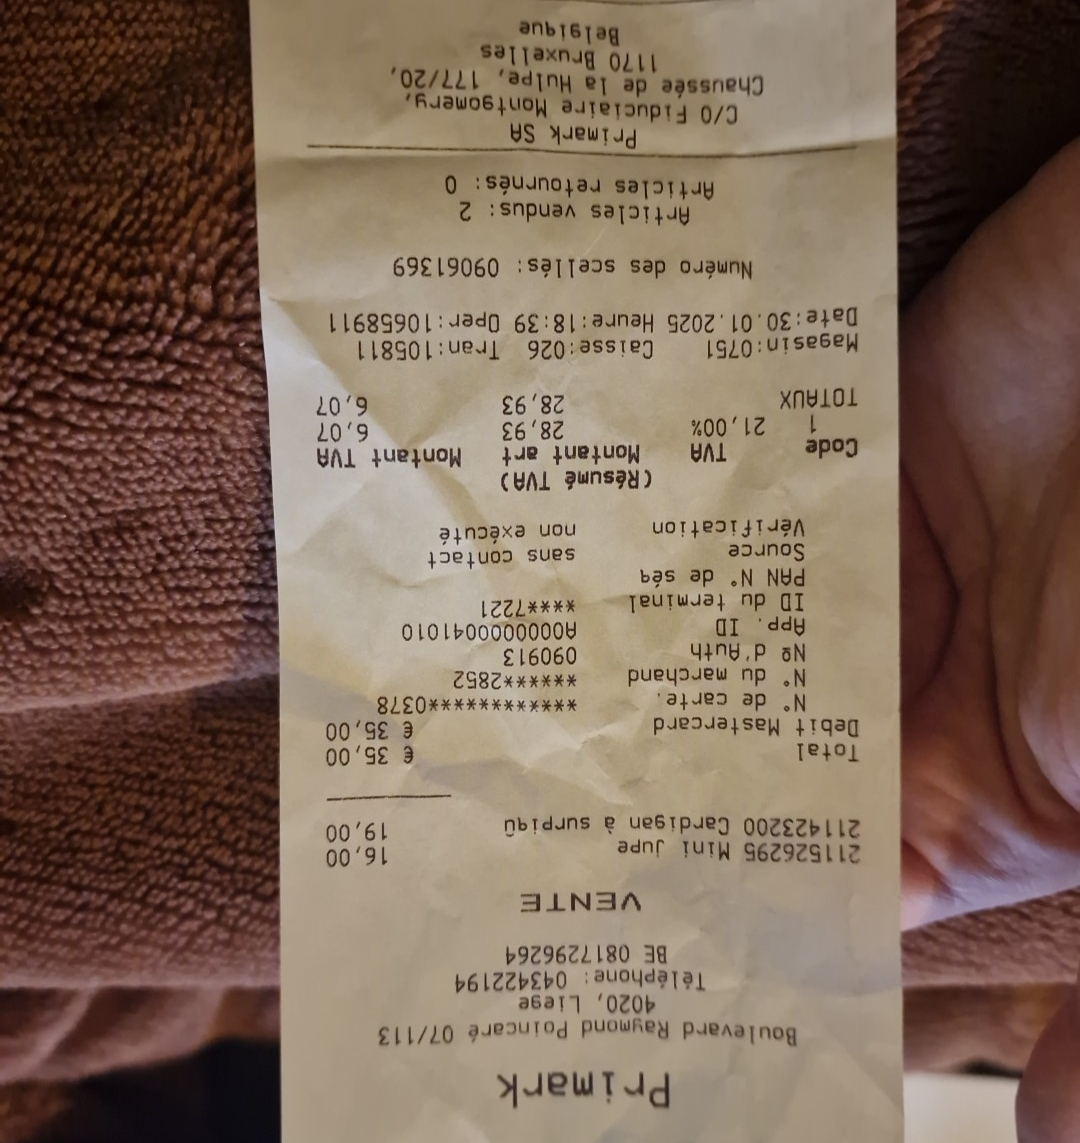 Primark
Boulevard Raymond Poincaré 07/113
4020, Liege
Téléphone: 043422194
BE 0817296264
VENTE
211526295 Mini Jupe 16,00
211423200 Cardigan à surpiqû 19,00
Total € 35,00
Debit Mastercard € 35,00
N° de carte. **************0378
N° du marchand ******2852
Nº d'Auth 090913
App. ID A0000000041010
ID du terminal ****7221
PAN N° de séq
Source sans contact
Vérification non exécuté
(Résumé TVA)
Code TVA Montant art Montant TVA
1 21,00% 28,93 6,07
TOTAUX 28,93 6,07
Magasin:0751 Caisse:026 Tran:105811
Date:30.01.2025 Heure:18:39 Oper:10658911
Numéro des scellés: 09061369
Articles vendus: 2
Articles retournés: 0
Primark SA
C/O Fiduciaire Montgomery,
Chaussée de la Hulpe, 177/20,
1170 Bruxelles
Belgique